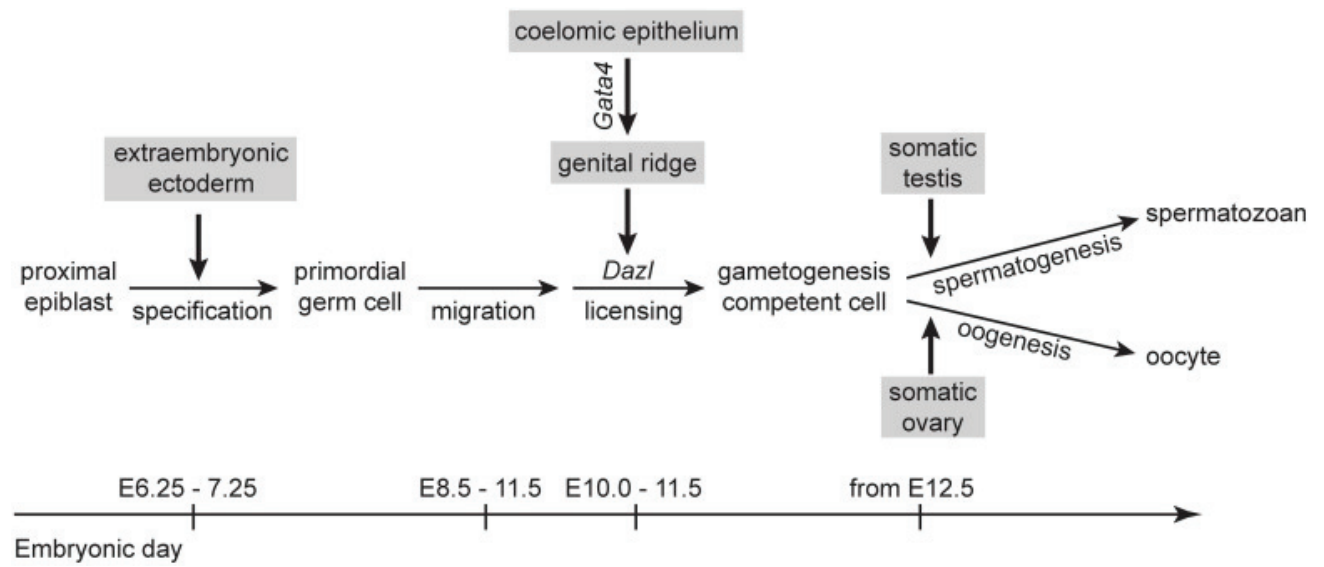 coelomic epithelium
Gata4
extraembryonic
ectoderm
genital ridge
somatic
testis
proximal
epiblast
specification
primordial
germ cell
migration
Dazl
licensing
gametogenesis
competent cell
spermatogenesis
spermatozoan
oogenesis
oocyte
somatic
ovary
E6.25 - 7.25
E8.5 - 11.5
E10.0 - 11.5
from E12.5
Embryonic day